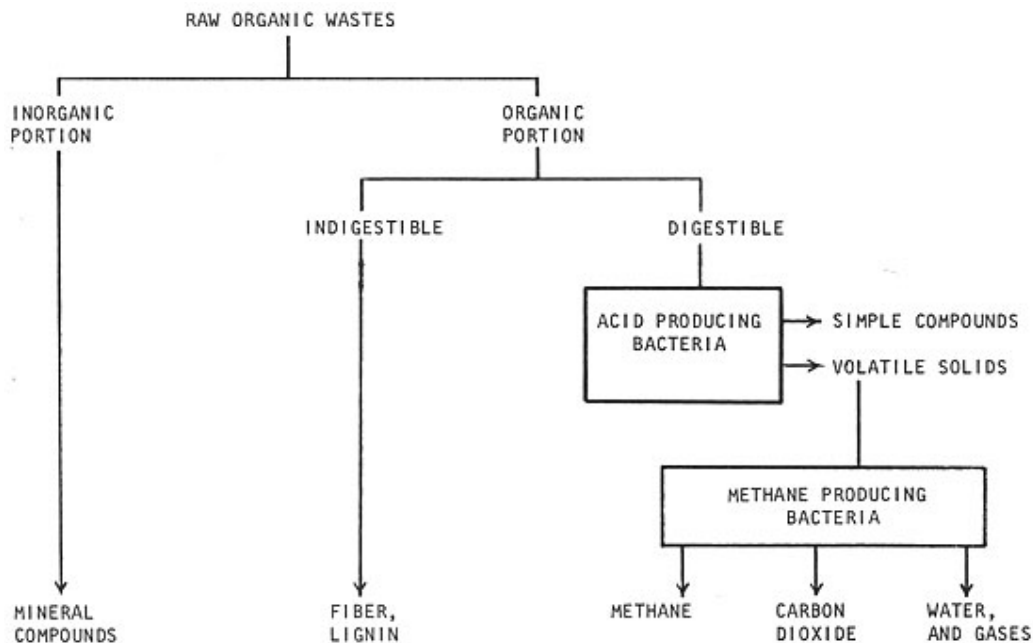 RAW ORGANIC WASTES
INORGANIC
PORTION
ORGANIC
PORTION
INDIGESTIBLE
DIGESTIBLE
ACID PRODUCING
BACTERIA
SIMPLE COMPOUNDS
VOLATILE SOLIDS
METHANE PRODUCING
BACTERIA
MINERAL
COMPOUNDS
FIBER,
LIGNIN
METHANE
CARBON
DIOXIDE
WATER,
AND GASES